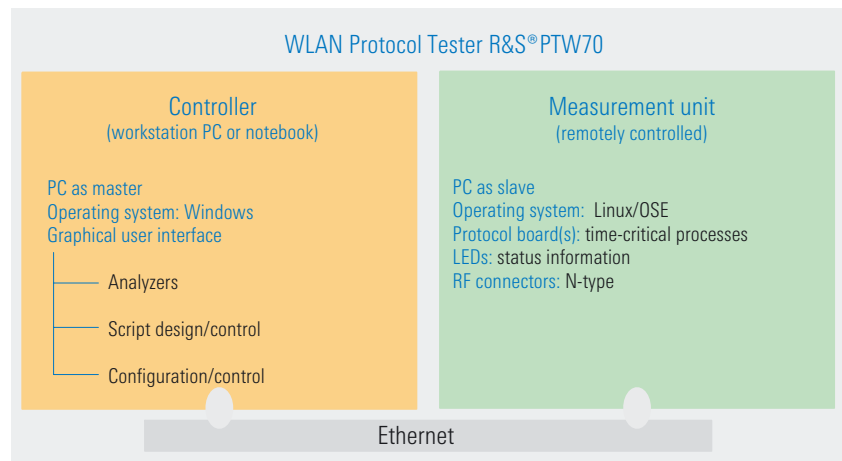 WLAN Protocol Tester R&S®PTW70
Controller
(workstation PC or notebook)
PC as master
Operating system: Windows
Graphical user interface
Analyzers
Script design/control
Configuration/control
Measurement unit
(remotely controlled)
PC as slave
Operating system: Linux/OSE
Protocol board(s): time-critical processes
LEDs: status information
RF connectors: N-type
Ethernet